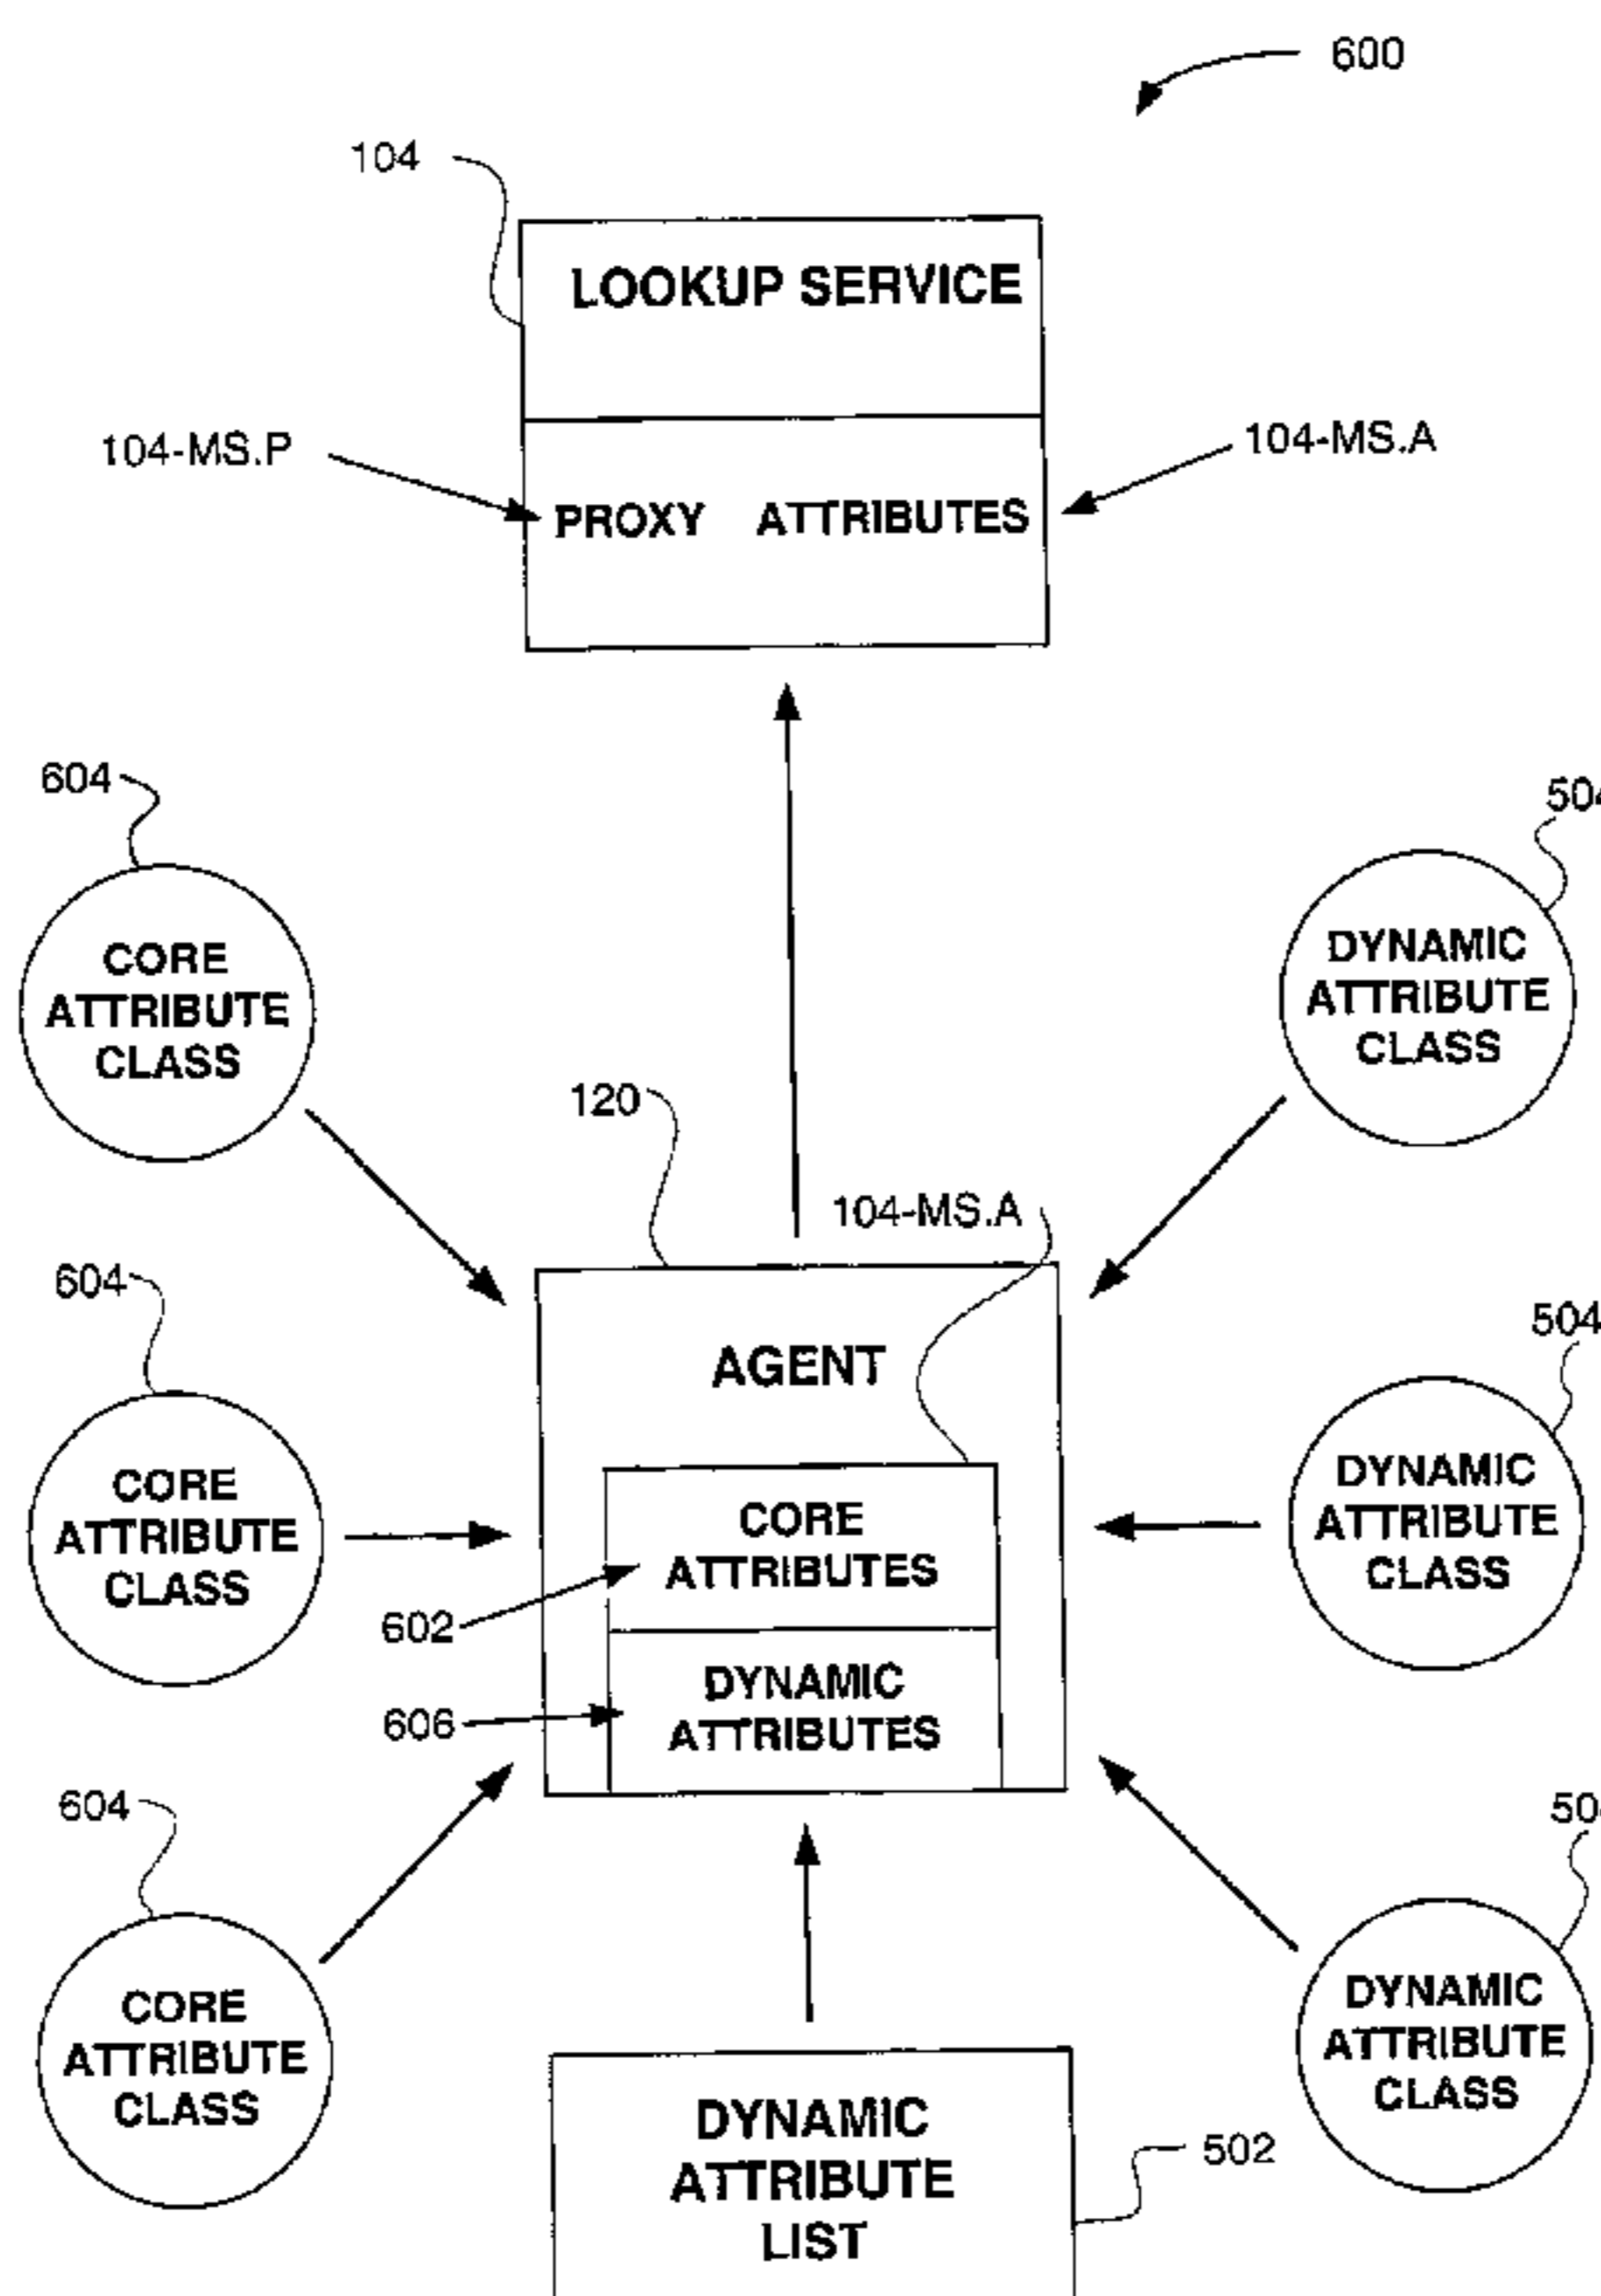 600
104
LOOKUP SERVICE
104-MS.P
104-MS.A
PROXY ATTRIBUTES
604
504
CORE
ATTRIBUTE
CLASS
DYNAMIC
ATTRIBUTE
CLASS
120
104-MS.A
604
504
AGENT
CORE
ATTRIBUTE
CLASS
CORE
ATTRIBUTES
DYNAMIC
ATTRIBUTE
CLASS
602
DYNAMIC
ATTRIBUTES
606
604
CORE
ATTRIBUTE
CLASS
DYNAMIC
ATTRIBUTE
CLASS
DYNAMIC
ATTRIBUTE
LIST
502